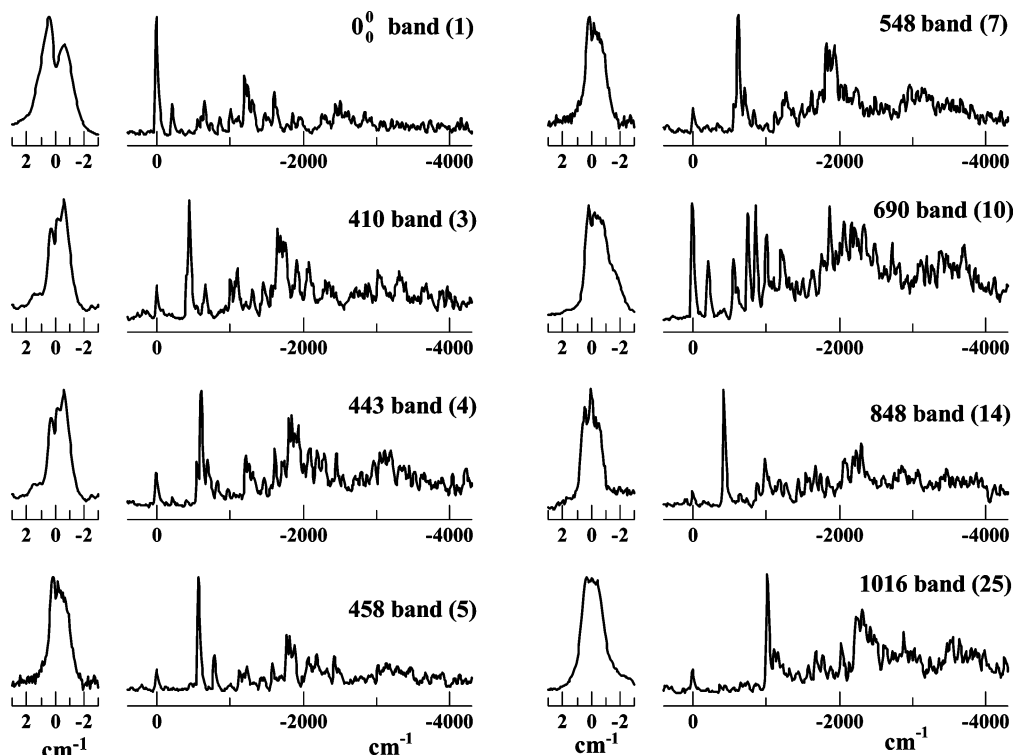 0⁰₀ band (1)
2 0 -2 0 -2000 -4000
548 band (7)
2 0 -2 0 -2000 -4000
410 band (3)
2 0 -2 0 -2000 -4000
690 band (10)
2 0 -2 0 -2000 -4000
443 band (4)
2 0 -2 0 -2000 -4000
848 band (14)
2 0 -2 0 -2000 -4000
458 band (5)
2 0 -2 0 -2000 -4000
cm⁻¹ cm⁻¹
1016 band (25)
2 0 -2 0 -2000 -4000
cm⁻¹ cm⁻¹